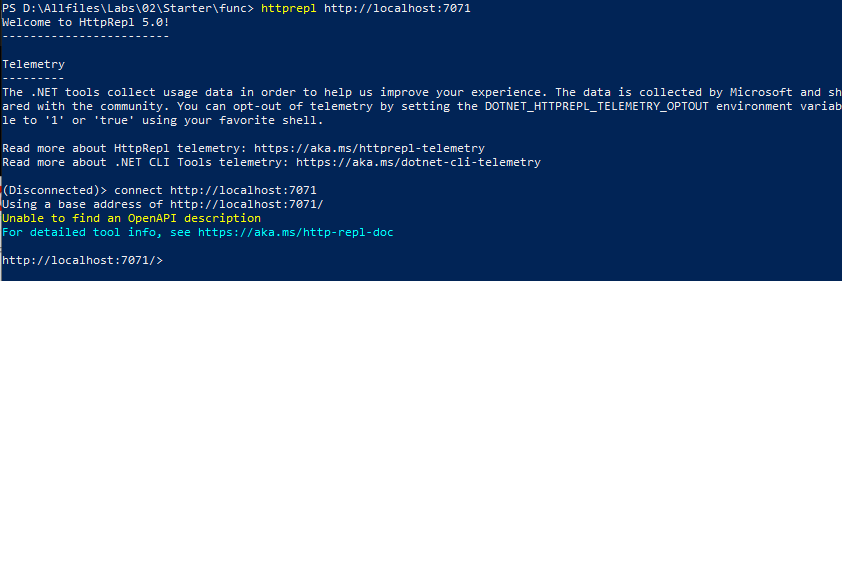 PS D:\Allfiles\Labs\02\Starter\func> httprepl http://localhost:7071
Welcome to HttpRepl 5.0!
------------------------
Telemetry
---------
The .NET tools collect usage data in order to help us improve your experience. The data is collected by Microsoft and sh
ared with the community. You can opt-out of telemetry by setting the DOTNET_HTTPREPL_TELEMETRY_OPTOUT environment variab
le to '1' or 'true' using your favorite shell.
Read more about HttpRepl telemetry: https://aka.ms/httprepl-telemetry
Read more about .NET CLI Tools telemetry: https://aka.ms/dotnet-cli-telemetry
(Disconnected)> connect http://localhost:7071
Using a base address of http://localhost:7071/
Unable to find an OpenAPI description
For detailed tool info, see https://aka.ms/http-repl-doc
http://localhost:7071/>